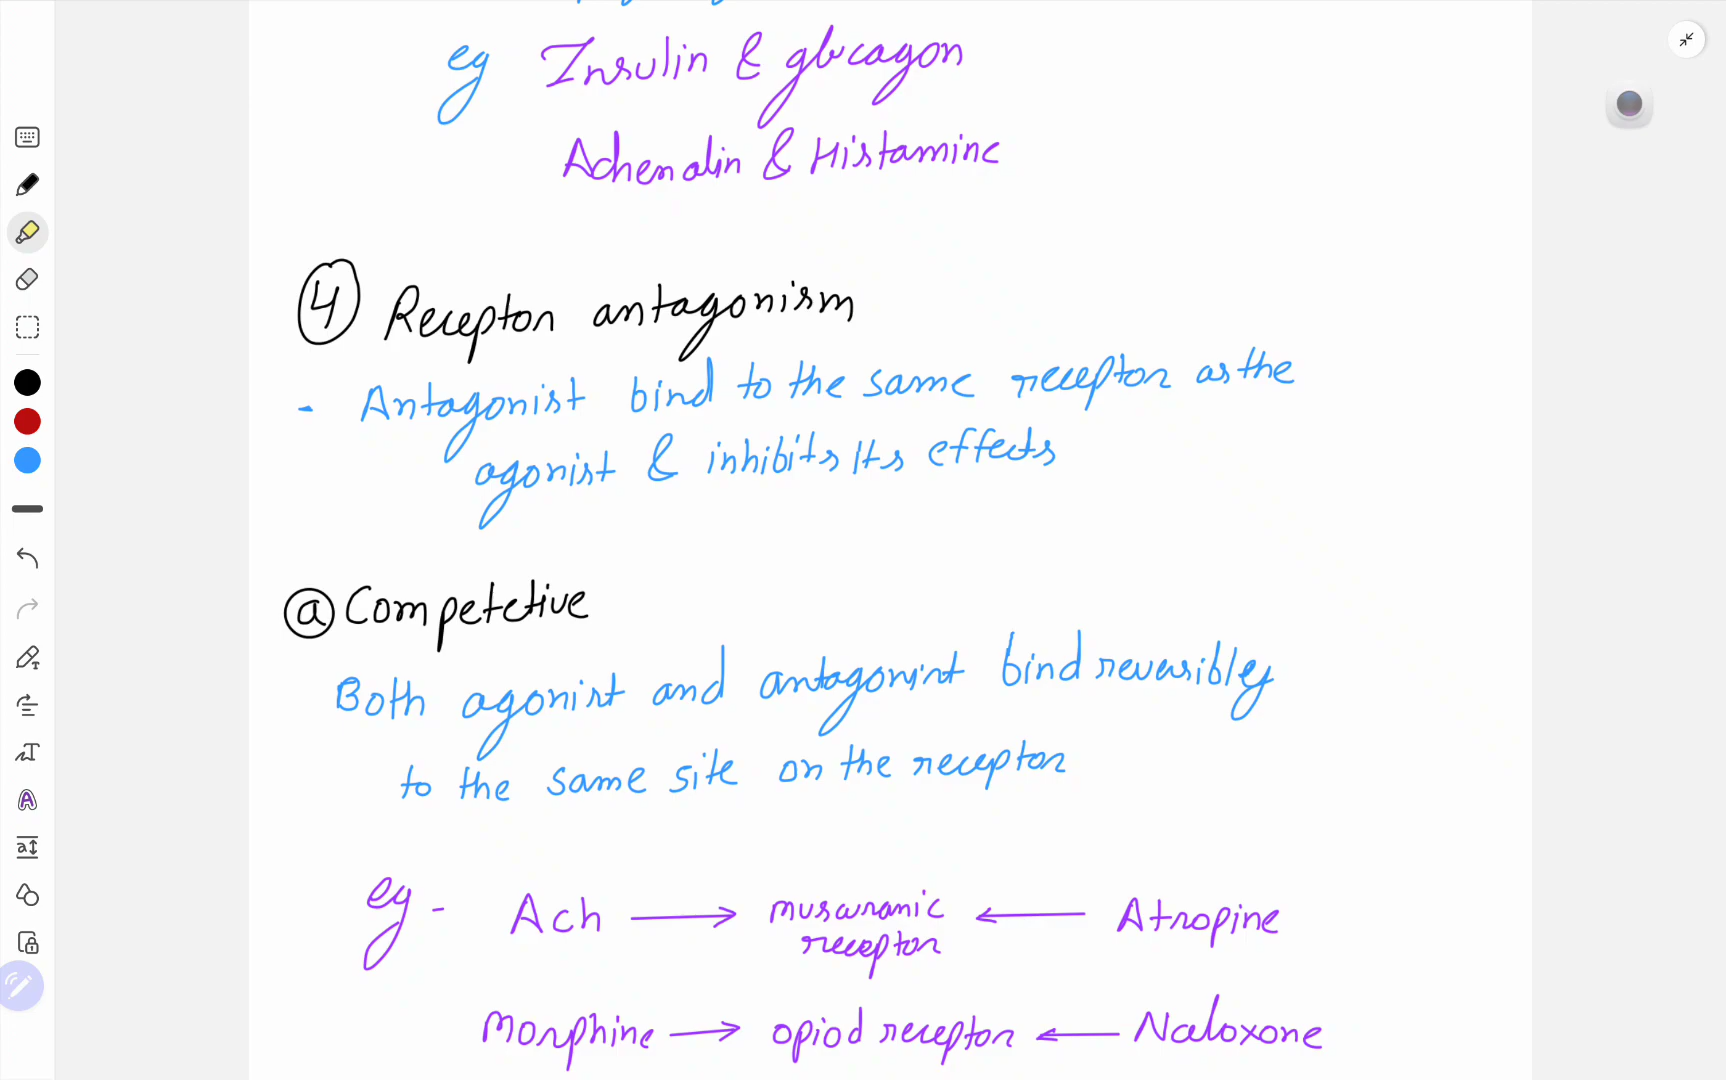 eg Insulin & glucagon
Adrenalin & Histamine
④ Receptor antagonism
- Antagonist bind to the same receptor as the
agonist & inhibits Its effects
ⓐ Competetive
Both agonist and antagonist bind reversibley
to the same site on the receptor
eg - Ach → muscuranic ← Atropine
receptor
Morphine → opiod receptor ← Naloxone